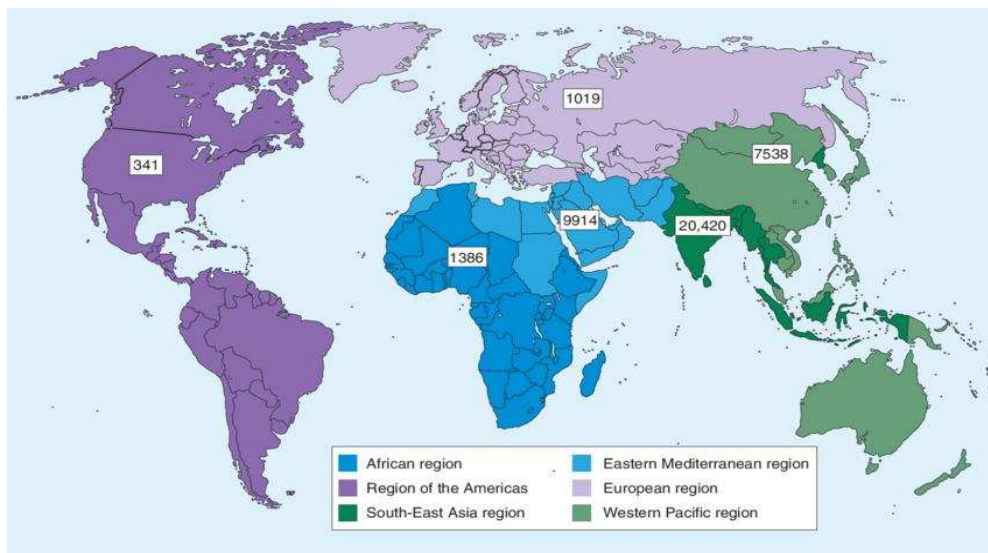 1019
7538
341
9914
20,420
1386
African region
Eastern Mediterranean region
Region of the Americas
European region
South-East Asia region
Western Pacific region